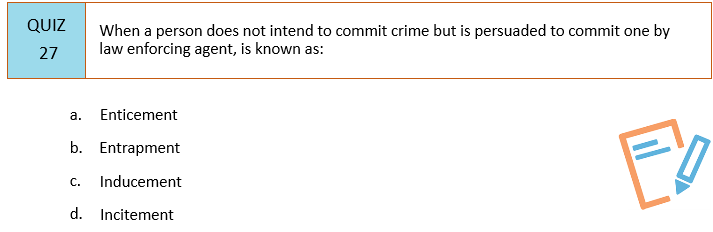 QUIZ
27
When a person does not intend to commit crime but is persuaded to commit one by
law enforcing agent, is known as:
a. Enticement
b. Entrapment
c. Inducement
d. Incitement